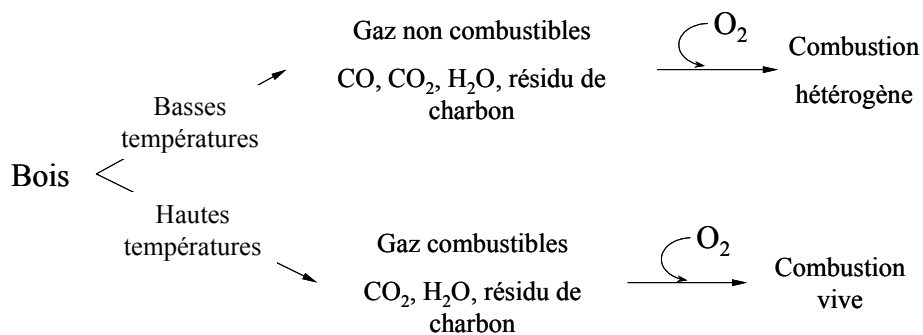 Bois
Basses
températures
Gaz non combustibles
CO, CO₂, H₂O, résidu de
charbon
O₂
Combustion
hétérogène
Hautes
températures
Gaz combustibles
CO₂, H₂O, résidu de
charbon
O₂
Combustion
vive